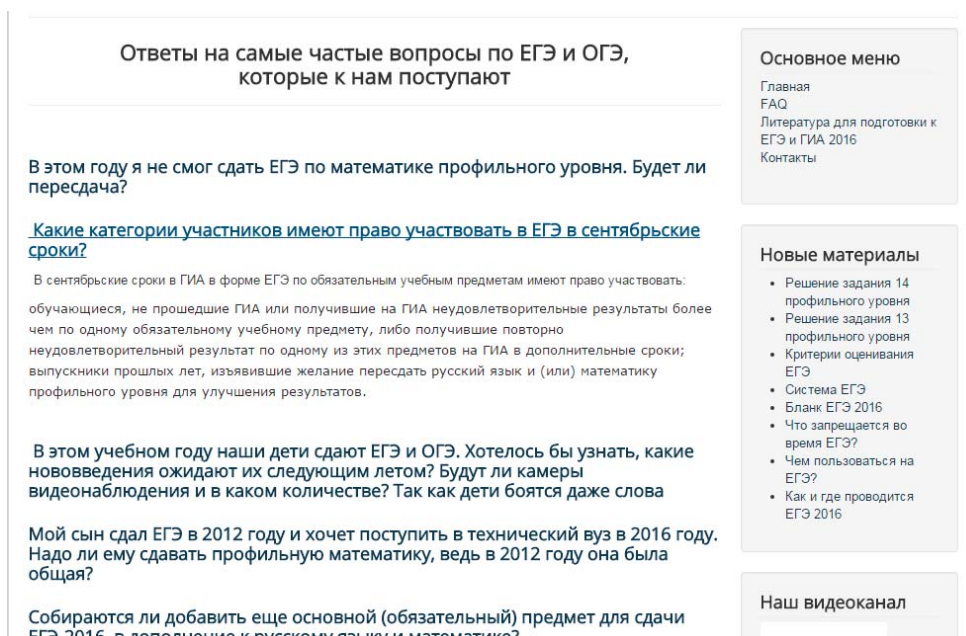 Ответы на самые частые вопросы по ЕГЭ и ОГЭ,
которые к нам поступают
В этом году я не смог сдать ЕГЭ по математике профильного уровня. Будет ли
пересдача?
Какие категории участников имеют право участвовать в ЕГЭ в сентябрьские
сроки?
В сентябрьские сроки в ГИА в форме ЕГЭ по обязательным учебным предметам имеют право участвовать:
обучающиеся, не прошедшие ГИА или получившие на ГИА неудовлетворительные результаты более
чем по одному обязательному учебному предмету, либо получившие повторно
неудовлетворительный результат по одному из этих предметов на ГИА в дополнительные сроки;
выпускники прошлых лет, изъявившие желание пересдать русский язык и (или) математику
профильного уровня для улучшения результатов.
В этом учебном году наши дети сдают ЕГЭ и ОГЭ. Хотелось бы узнать, какие
нововведения ожидают их следующим летом? Будут ли камеры
видеонаблюдения и в каком количестве? Так как дети боятся даже слова
Мой сын сдал ЕГЭ в 2012 году и хочет поступить в технический вуз в 2016 году.
Надо ли ему сдавать профильную математику, ведь в 2012 году она была
общая?
Собираются ли добавить еще основной (обязательный) предмет для сдачи
ЕГЭ-2016, в дополнение к русскому языку и математике?
Основное меню
Главная
FAQ
Литература для подготовки к
ЕГЭ и ГИА 2016
Контакты
Новые материалы
• Решение задания 14
профильного уровня
• Решение задания 13
профильного уровня
• Критерии оценивания
ЕГЭ
• Система ЕГЭ
• Бланк ЕГЭ 2016
• Что запрещается во
время ЕГЭ?
• Чем пользоваться на
ЕГЭ?
• Как и где проводится
ЕГЭ 2016
Наш видеоканал